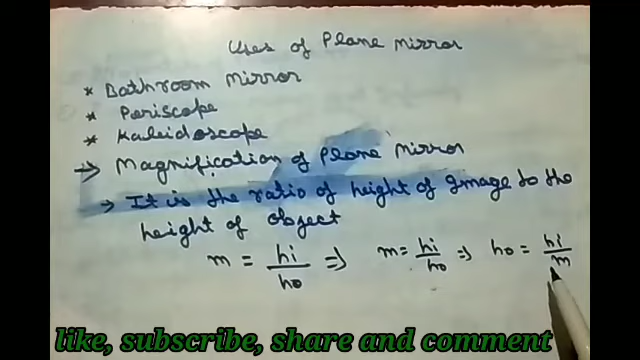 Uses of Plane Mirror
* Bathroom Mirror
* Periscope
* Kaleidoscope
→ Magnification of Plane Mirror
→ It is the ratio of height of Image to the
height of object
m = hi/ho ⇒ m = hi/ho ⇒ ho = hi/m
like, subscribe, share and comment